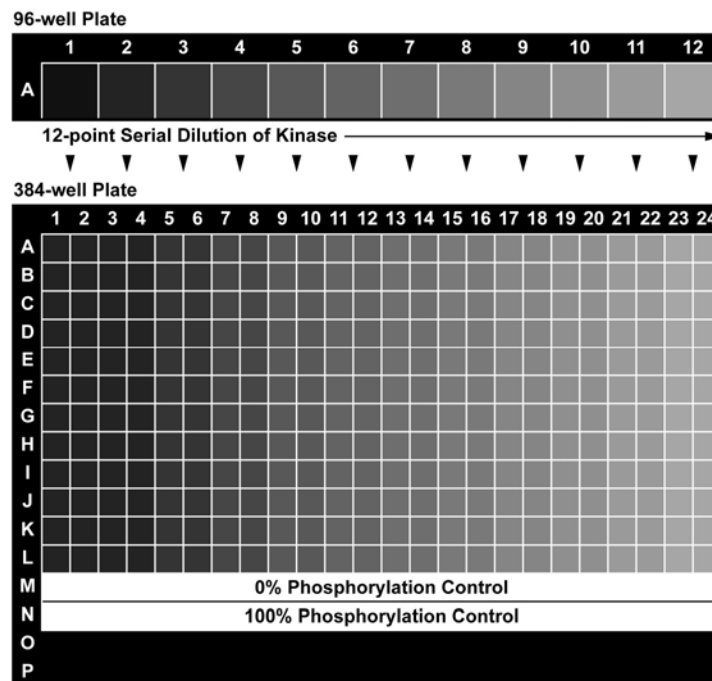 96-well Plate
1 2 3 4 5 6 7 8 9 10 11 12
A
12-point Serial Dilution of Kinase
384-well Plate
1 2 3 4 5 6 7 8 9 10 11 12 13 14 15 16 17 18 19 20 21 22 23 24
A
B
C
D
E
F
G
H
I
J
K
L
M 0% Phosphorylation Control
N 100% Phosphorylation Control
O
P